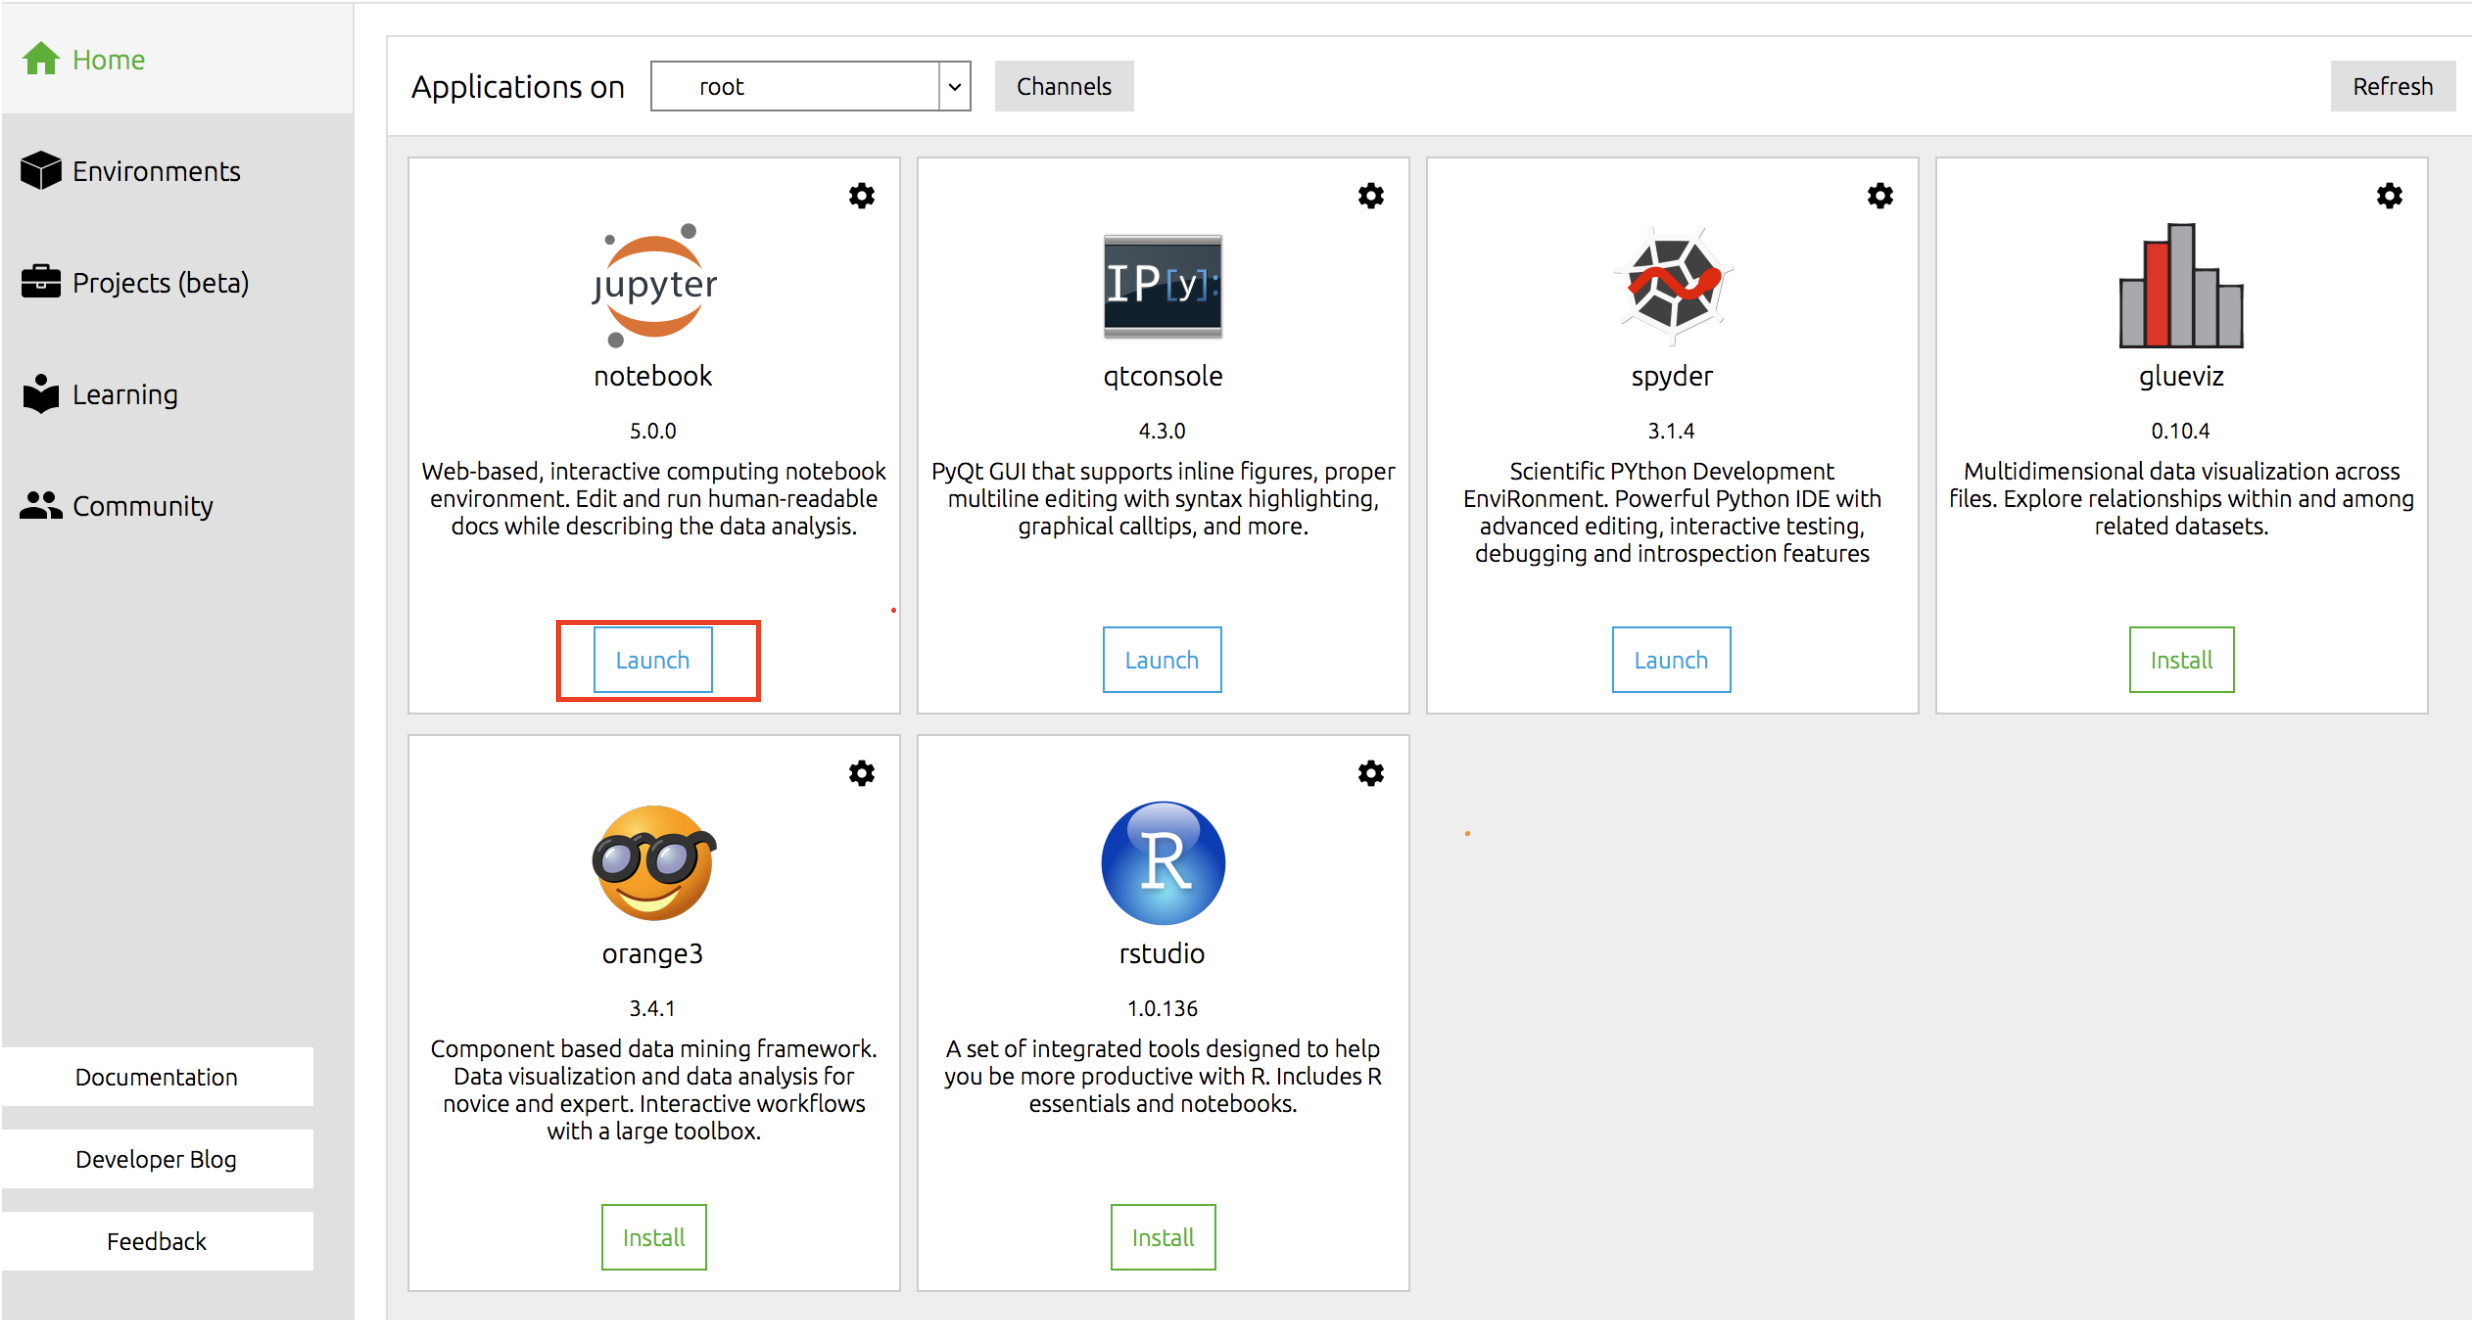 Home
Environments
Projects (beta)
Learning
Community
Documentation
Developer Blog
Feedback
Applications on root Channels Refresh
jupyter
notebook
5.0.0
Web-based, interactive computing notebook
environment. Edit and run human-readable
docs while describing the data analysis.
Launch
IP[y]:
qtconsole
4.3.0
PyQt GUI that supports inline figures, proper
multiline editing with syntax highlighting,
graphical calltips, and more.
Launch
spyder
3.1.4
Scientific PYthon Development
EnviRonment. Powerful Python IDE with
advanced editing, interactive testing,
debugging and introspection features
Launch
glueviz
0.10.4
Multidimensional data visualization across
files. Explore relationships within and among
related datasets.
Install
orange3
3.4.1
Component based data mining framework.
Data visualization and data analysis for
novice and expert. Interactive workflows
with a large toolbox.
Install
R
rstudio
1.0.136
A set of integrated tools designed to help
you be more productive with R. Includes R
essentials and notebooks.
Install